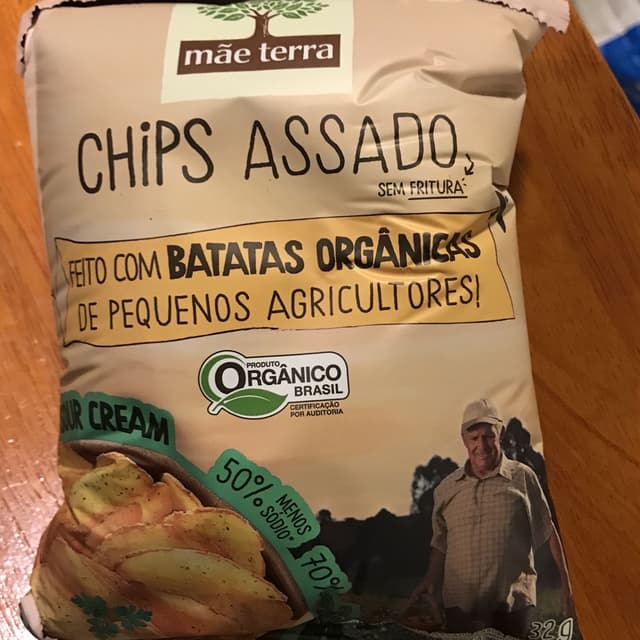 mãe terra
CHiPS ASSADO
SEM FRITURA
FEITO COM BATATAS ORGÂNICAS
DE PEQUENOS AGRICULTORES!
PRODUTO
ORGÂNICO
BRASIL
CERTIFICAÇÃO
POR AUDITORIA
CREAM
50% MENOS
SÓDIO*
70%
32g